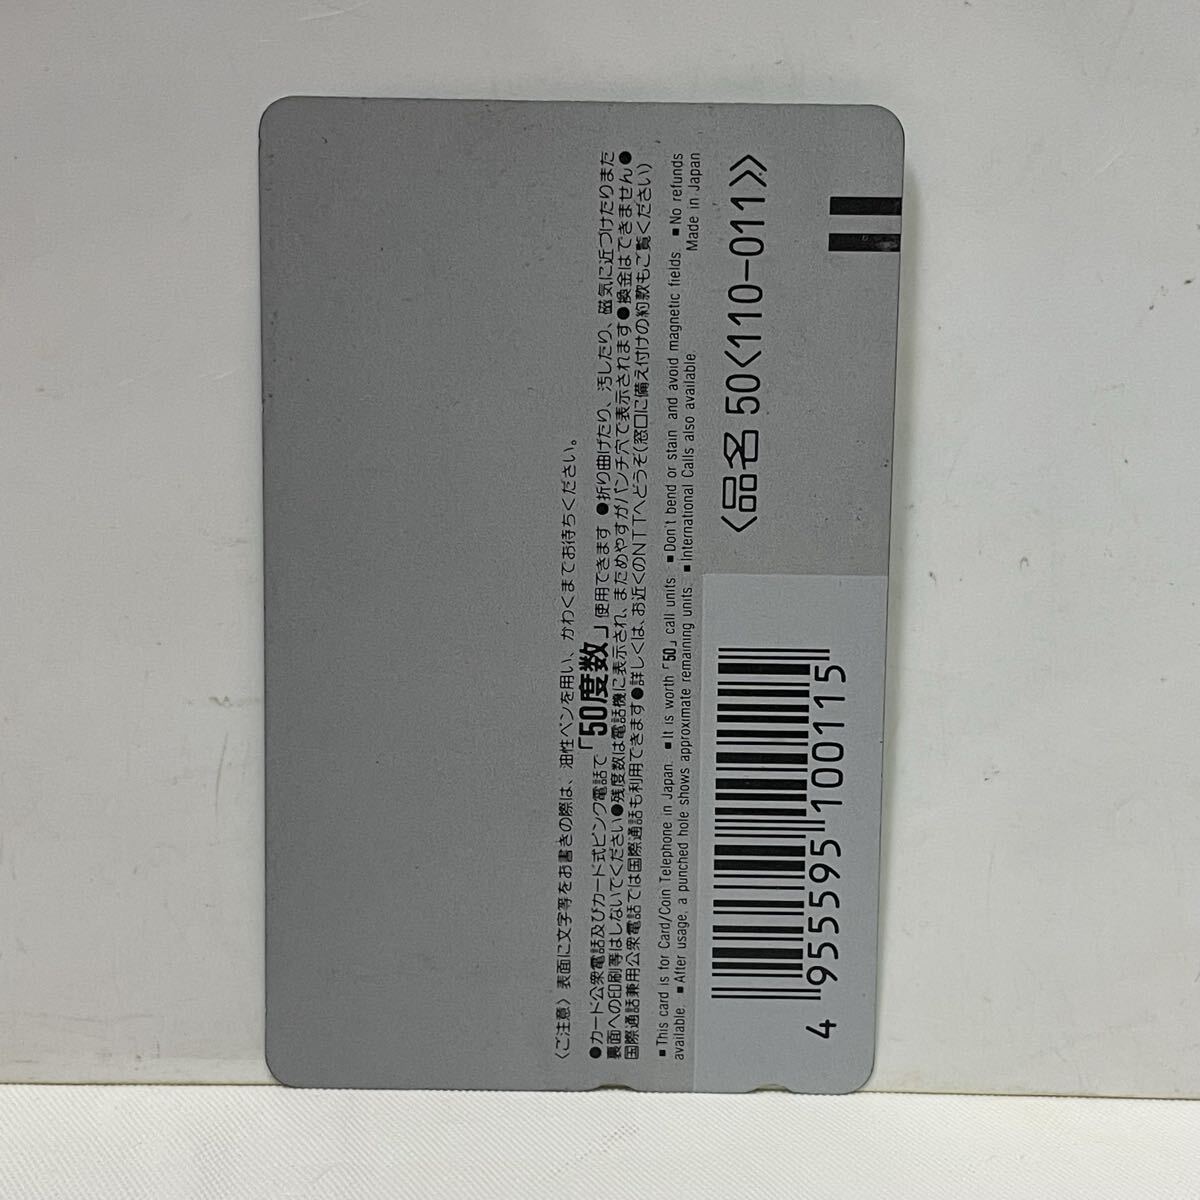 〈ご注意〉表面に文字等をお書きの際は、油性ペンを用い、かわくまでお待ちください。
●カード公衆電話及びカード式ピンク電話で「50度数」使用できます ●折り曲げたり、汚したり、磁気に近づけたりまた
裏面への印刷等はしないでください●残度数は電話機に表示され、まためやすがパンチ穴で表示されます●換金はできません●
国際通話兼用公衆電話では国際通話も利用できます●詳しくは、お近くのNTTへどうぞ(窓口に備え付けの約款もご覧ください)
■This card is for Card/Coin Telephone in Japan. ■It is worth「50」call units ■Don't bend or stain and avoid magnetic fields ■No refunds
available. ■After usage, a punched hole shows approximate remaining units ■International Calls also available. Made in Japan
〈品名 50〈110-011〉〉
4 955595 100115